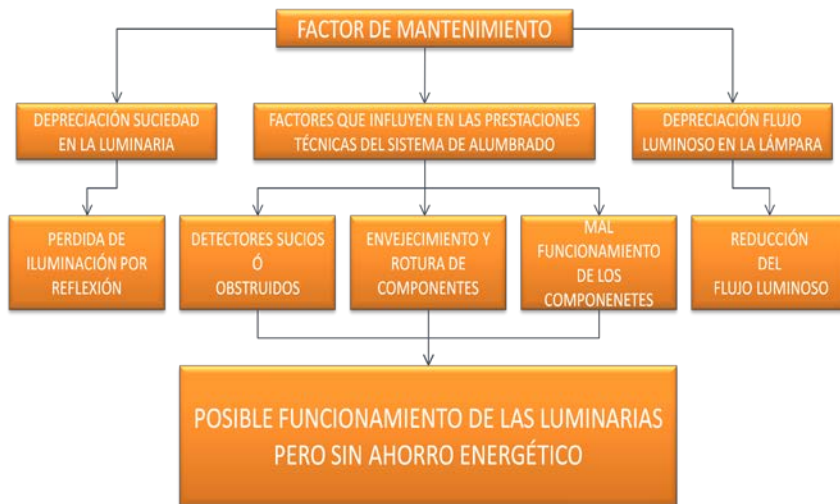 FACTOR DE MANTENIMIENTO
DEPRECIACIÓN SUCIEDAD
EN LA LUMINARIA
FACTORES QUE INFLUYEN EN LAS PRESTACIONES
TÉCNICAS DEL SISTEMA DE ALUMBRADO
DEPRECIACIÓN FLUJO
LUMINOSO EN LA LÁMPARA
PERDIDA DE
ILUMINACIÓN POR
REFLEXIÓN
DETECTORES SUCIOS
Ó
OBSTRUIDOS
ENVEJECIMIENTO Y
ROTURA DE
COMPONENTES
MAL
FUNCIONAMIENTO
DE LOS
COMPONENETES
REDUCCIÓN
DEL
FLUJO LUMINOSO
POSIBLE FUNCIONAMIENTO DE LAS LUMINARIAS
PERO SIN AHORRO ENERGÉTICO